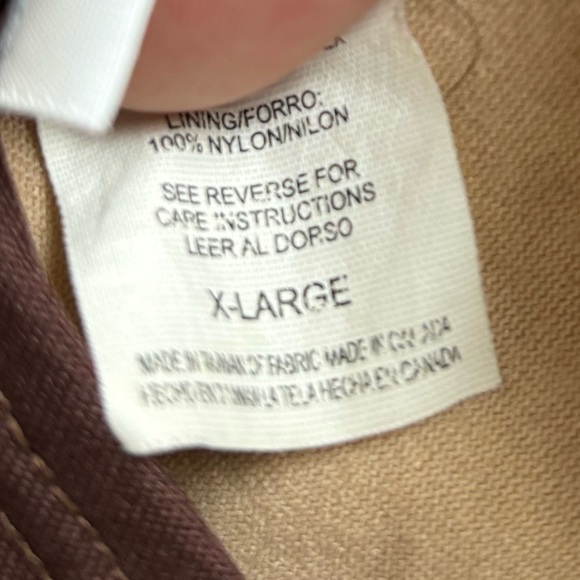 LINING/FORRO:
100% NYLON/NILON
SEE REVERSE FOR
CARE INSTRUCTIONS
LEER AL DORSO
X-LARGE
MADE IN TAIWAN OF FABRIC MADE IN CANADA
HECHO EN LA TELA HECHA EN CANADA